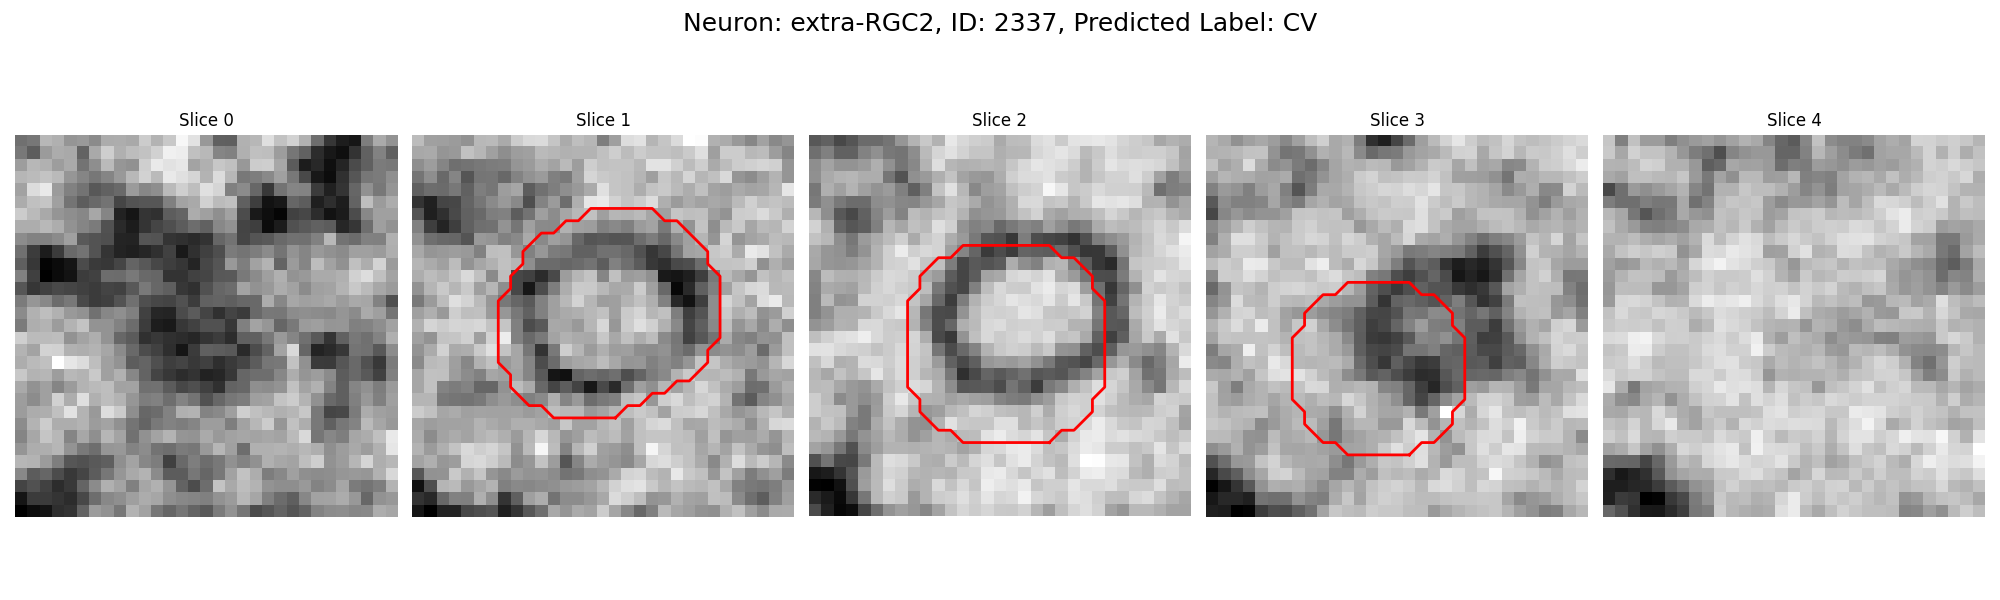 Neuron: extra-RGC2, ID: 2337, Predicted Label: CV
Slice 0
Slice 1
Slice 2
Slice 3
Slice 4